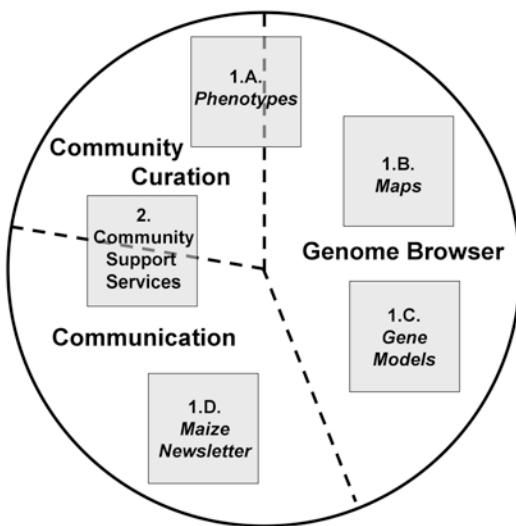 1.A.
Phenotypes
Community
Curation
1.B.
Maps
2.
Community
Support
Services
Genome Browser
Communication
1.C.
Gene
Models
1.D.
Maize
Newsletter